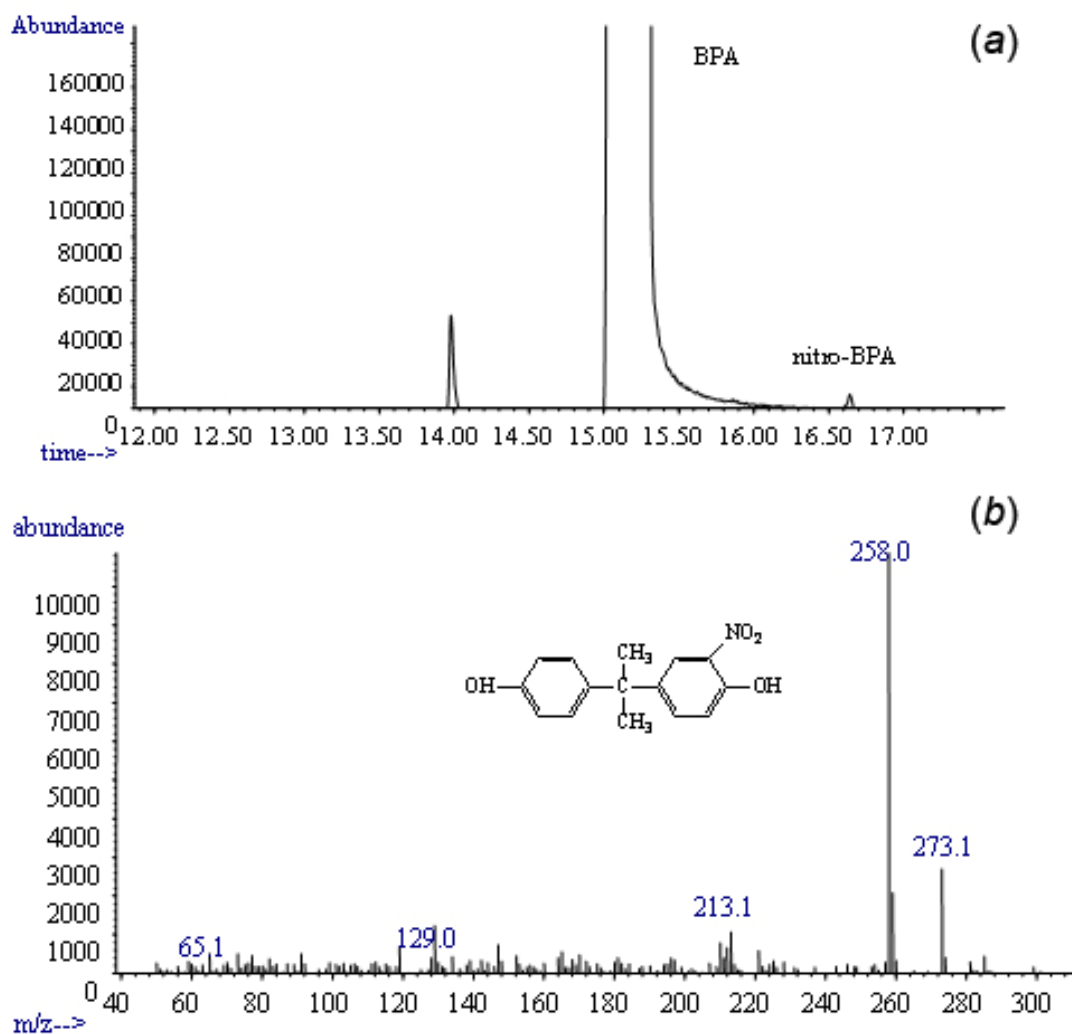 Abundance
(a)
BPA
160000
140000
120000
100000
80000
60000
40000
20000
0
nitro-BPA
12.00 12.50 13.00 13.50 14.00 14.50 15.00 15.50 16.00 16.50 17.00
time-->
(b)
abundance
258.0
10000
9000
8000
7000
6000
5000
4000
3000
2000
1000
0
NO2
CH3
OH
C
OH
CH3
273.1
213.1
129.0
65.1
40 60 80 100 120 140 160 180 200 220 240 260 280 300
m/z-->